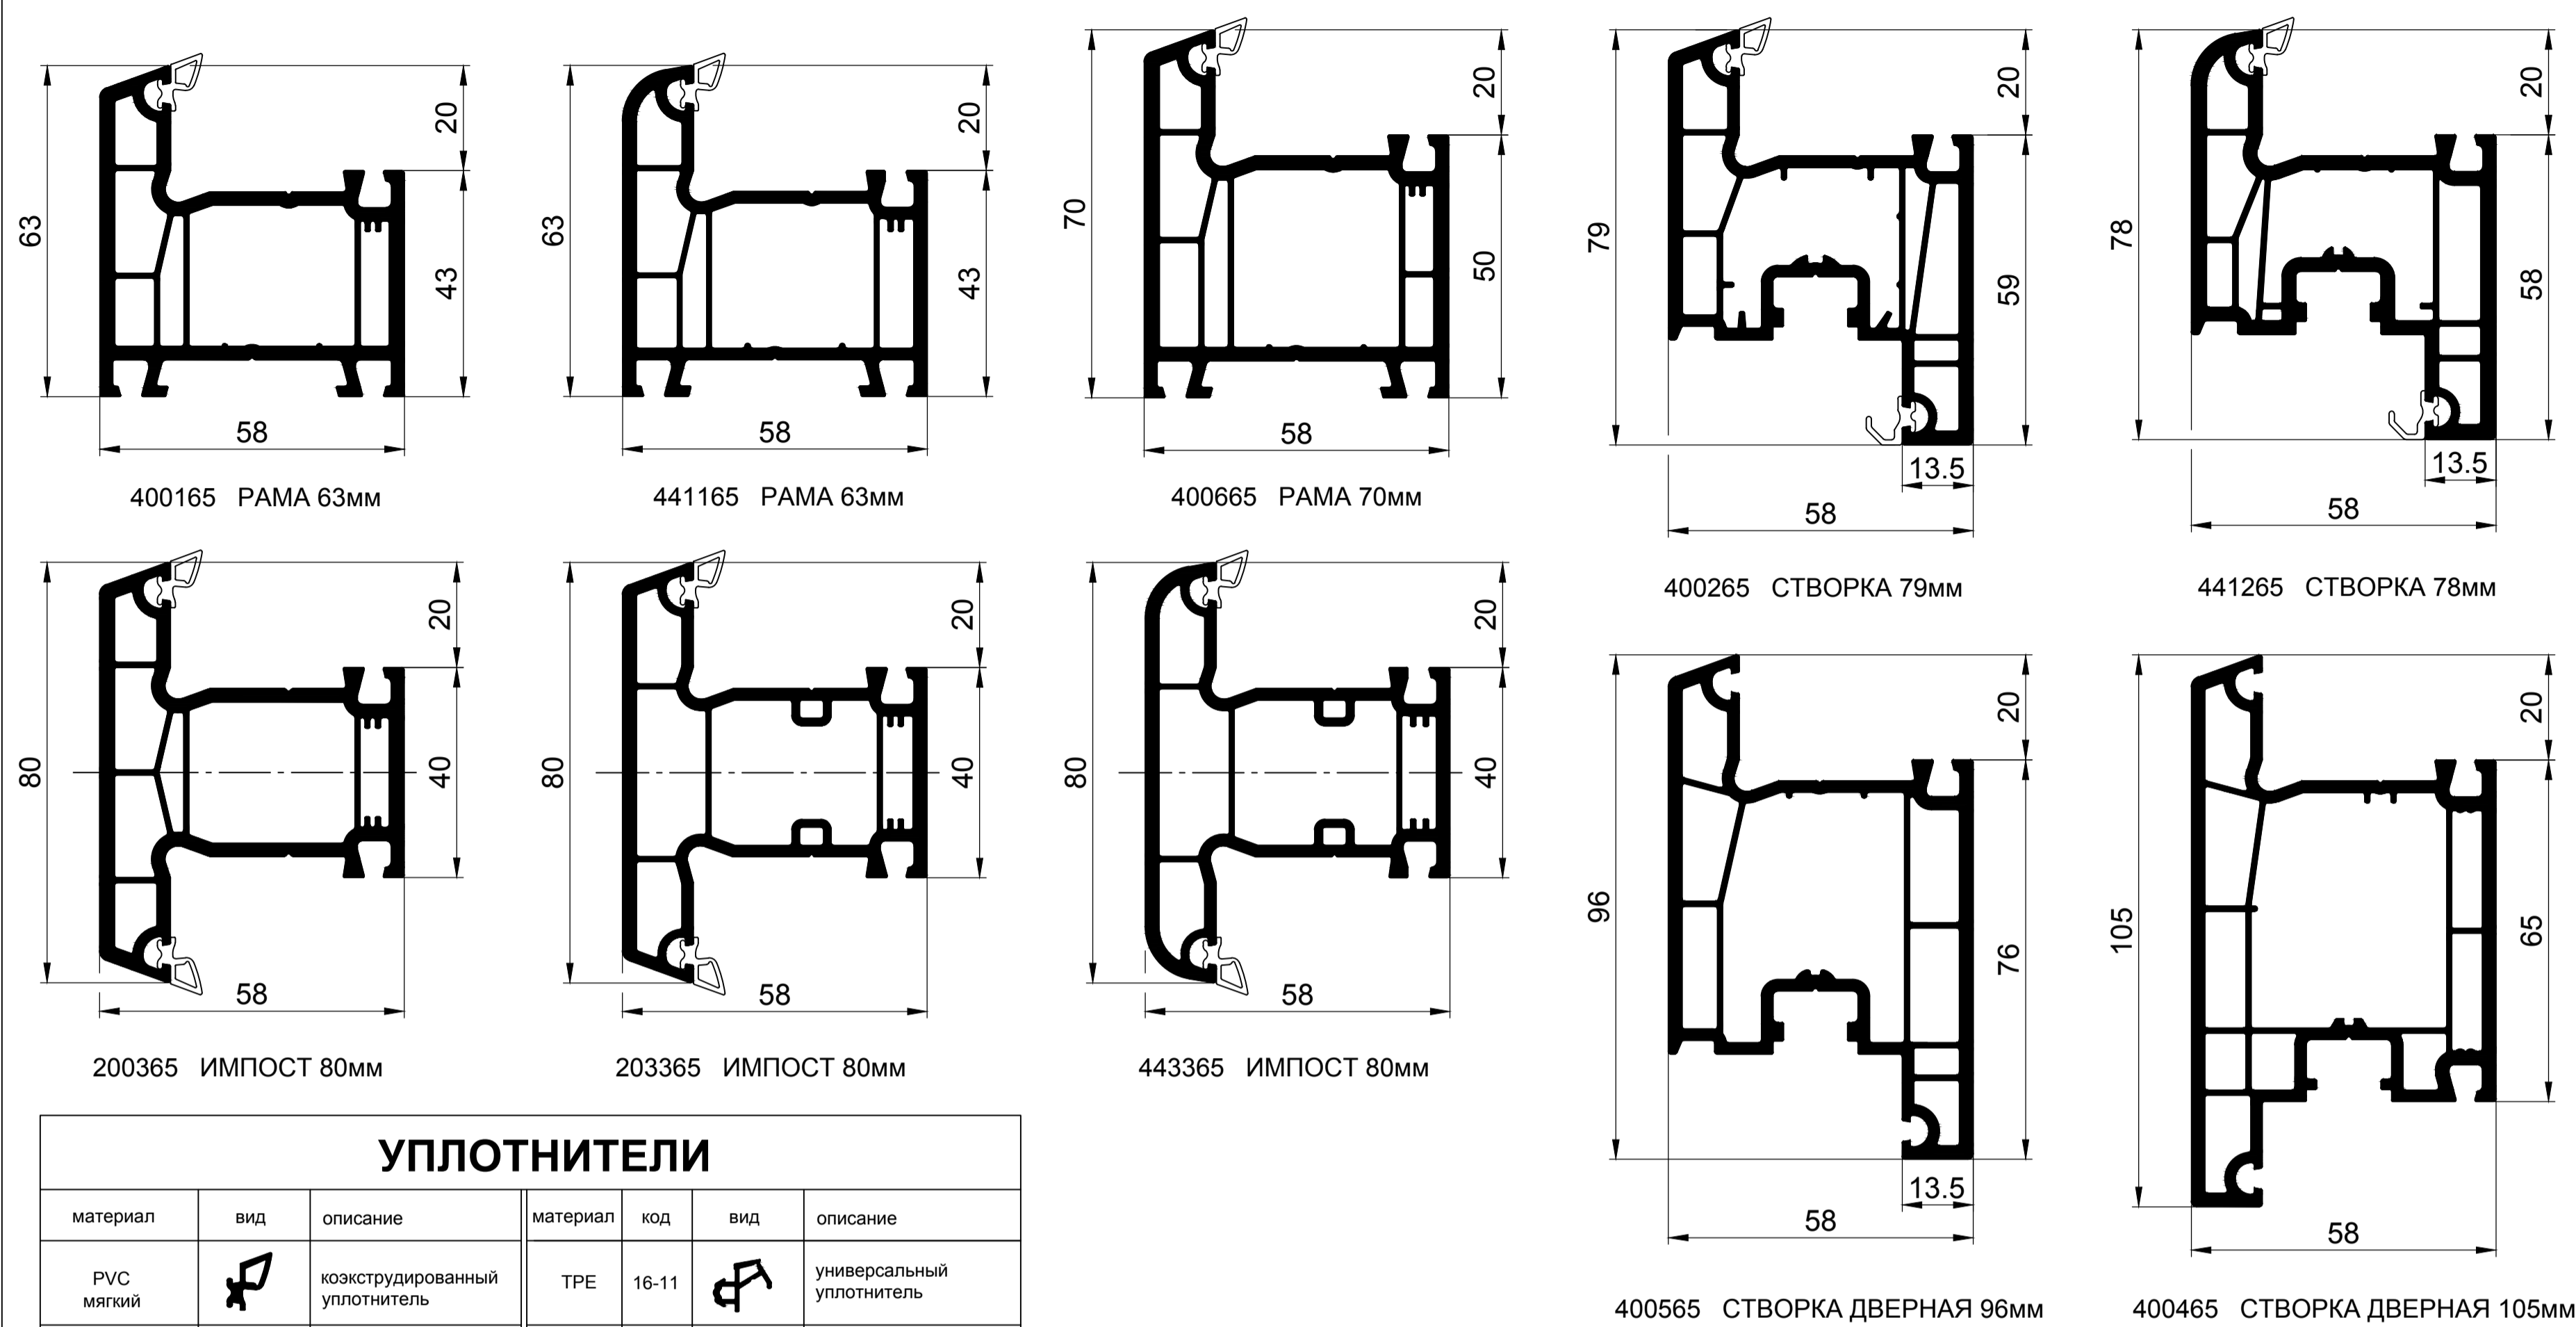 63
20
43
58
400165 РАМА 63мм
63
20
43
58
441165 РАМА 63мм
70
20
50
58
400665 РАМА 70мм
79
20
59
13.5
58
400265 СТВОРКА 79мм
78
20
58
13.5
58
441265 СТВОРКА 78мм
80
20
40
58
200365 ИМПОСТ 80мм
80
20
40
58
203365 ИМПОСТ 80мм
80
20
40
58
443365 ИМПОСТ 80мм
96
20
76
13.5
58
400565 СТВОРКА ДВЕРНАЯ 96мм
105
20
65
58
400465 СТВОРКА ДВЕРНАЯ 105мм
УПЛОТНИТЕЛИ
материал вид описание материал код вид описание
PVC
мягкий
коэкструдированный
уплотнитель
TPE
16-11
универсальный
уплотнитель